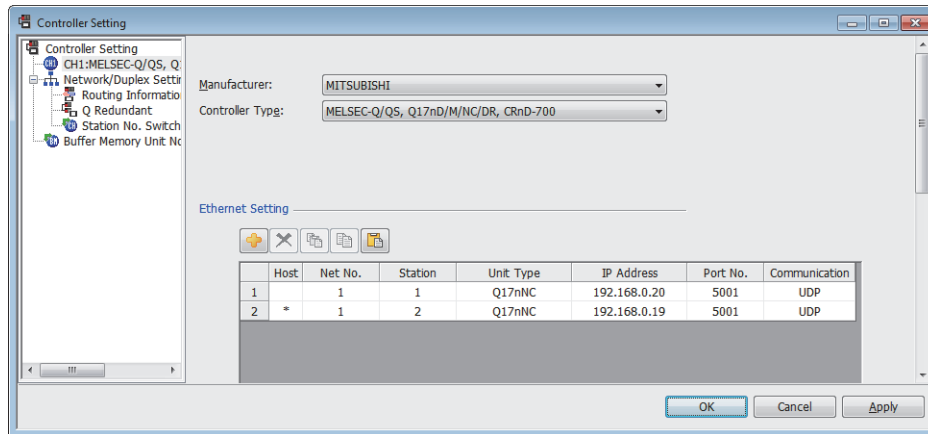 Controller Setting
Controller Setting
CH1:MELSEC-Q/QS, Q
Network/Duplex Settin
Routing Informatio
Q Redundant
Station No. Switch
Buffer Memory Unit No
Manufacturer: MITSUBISHI
Controller Type: MELSEC-Q/QS, Q17nD/M/NC/DR, CRnD-700
Ethernet Setting
Host Net No. Station Unit Type IP Address Port No. Communication
1 1 1 Q17nNC 192.168.0.20 5001 UDP
2 * 1 2 Q17nNC 192.168.0.19 5001 UDP
OK Cancel Apply